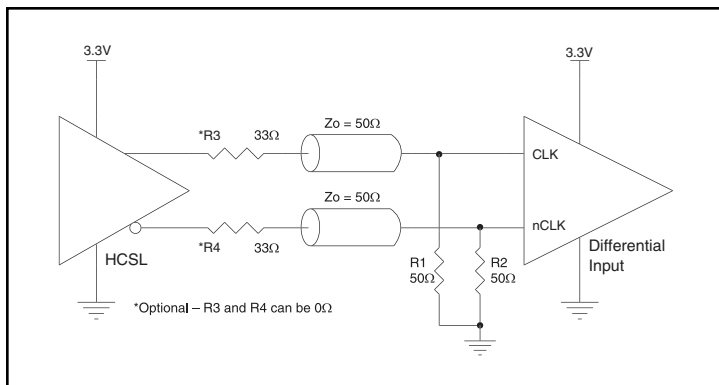 3.3V
3.3V
*R3
33Ω
Zo = 50Ω
CLK
Zo = 50Ω
nCLK
*R4
33Ω
HCSL
R1
50Ω
R2
50Ω
Differential
Input
*Optional – R3 and R4 can be 0Ω